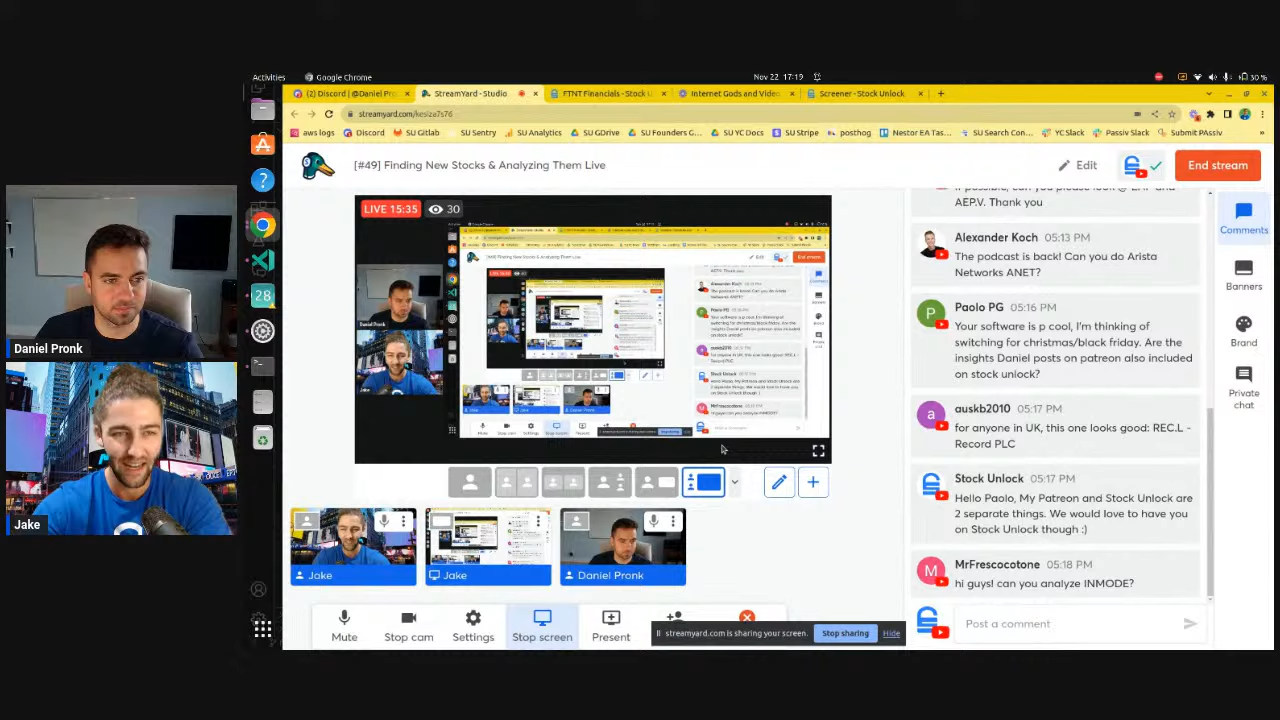 Activities
Google Chrome
Nov 22 17:19
30 %
(2) Discord | @Daniel Pro
StreamYard - Studio
FTNT Financials - Stock U
Internet Gods and Video
Screener - Stock Unlock
streamyard.com/kesize7s76
aws logs
Discord
SU Gitlab
SU Sentry
SU Analytics
SU GDrive
SU Founders G...
SU YC Docs
SU Stripe
posthog
Nestor EA Tas...
SU Search Con...
YC Slack
Passiv Slack
Submit PAssiv
[#49] Finding New Stocks & Analyzing Them Live
Edit
End stream
LIVE 15:35
30
AEP.V. Thank you
Alexander Koch 05:13 PM
The podcast is back! Can you do Arista
Networks ANET?
Paolo PG 05:16 PM
Your software is p cool, I'm thinking of
switching for christmas/black friday. Are the
insights Daniel posts on patreon also included
on stock unlock?
auskb2010 05:17 PM
For anyone in UK, this one looks good: REC.L -
Record PLC
Stock Unlock 05:17 PM
Hello Paolo, My Patreon and Stock Unlock are
2 separate things. We would love to have you
on Stock Unlock though :)
MrFrescocotone 05:18 PM
hi guys! can you analyze INMODE?
Post a comment
Comments
Banners
Brand
Private
chat
Daniel Pronk
Jake
28
Jake
Jake
Daniel Pronk
Mute
Stop cam
Settings
Stop screen
Present
streamyard.com is sharing your screen.
Stop sharing
Hide